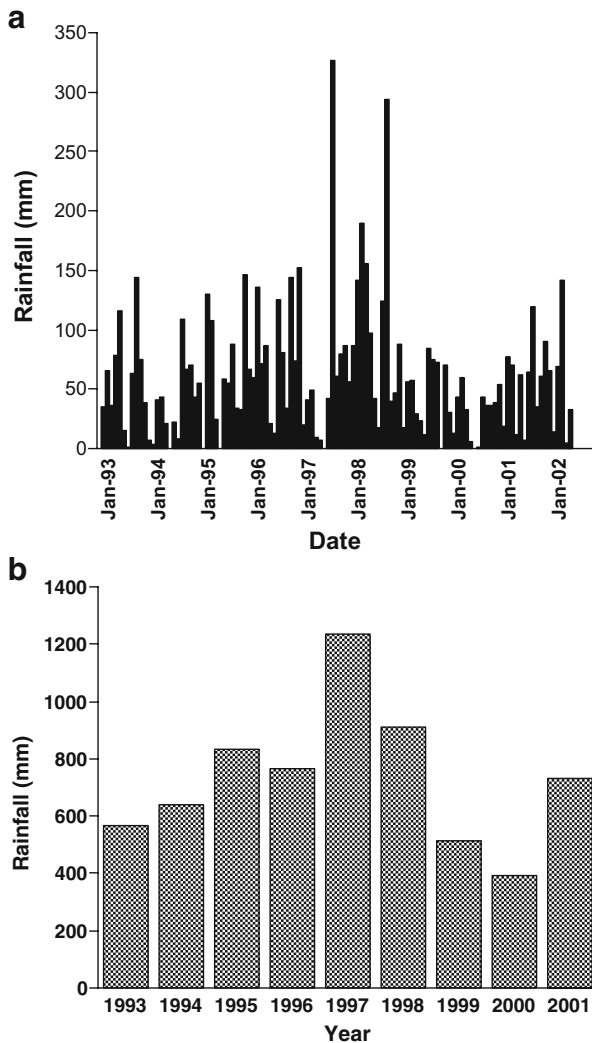 a
350
300
250
200
150
100
50
0
Rainfall (mm)
Jan-93
Jan-94
Jan-95
Jan-96
Jan-97
Jan-98
Jan-99
Jan-00
Jan-01
Jan-02
Date
b
1400
1200
1000
800
600
400
200
0
Rainfall (mm)
1993 1994 1995 1996 1997 1998 1999 2000 2001
Year